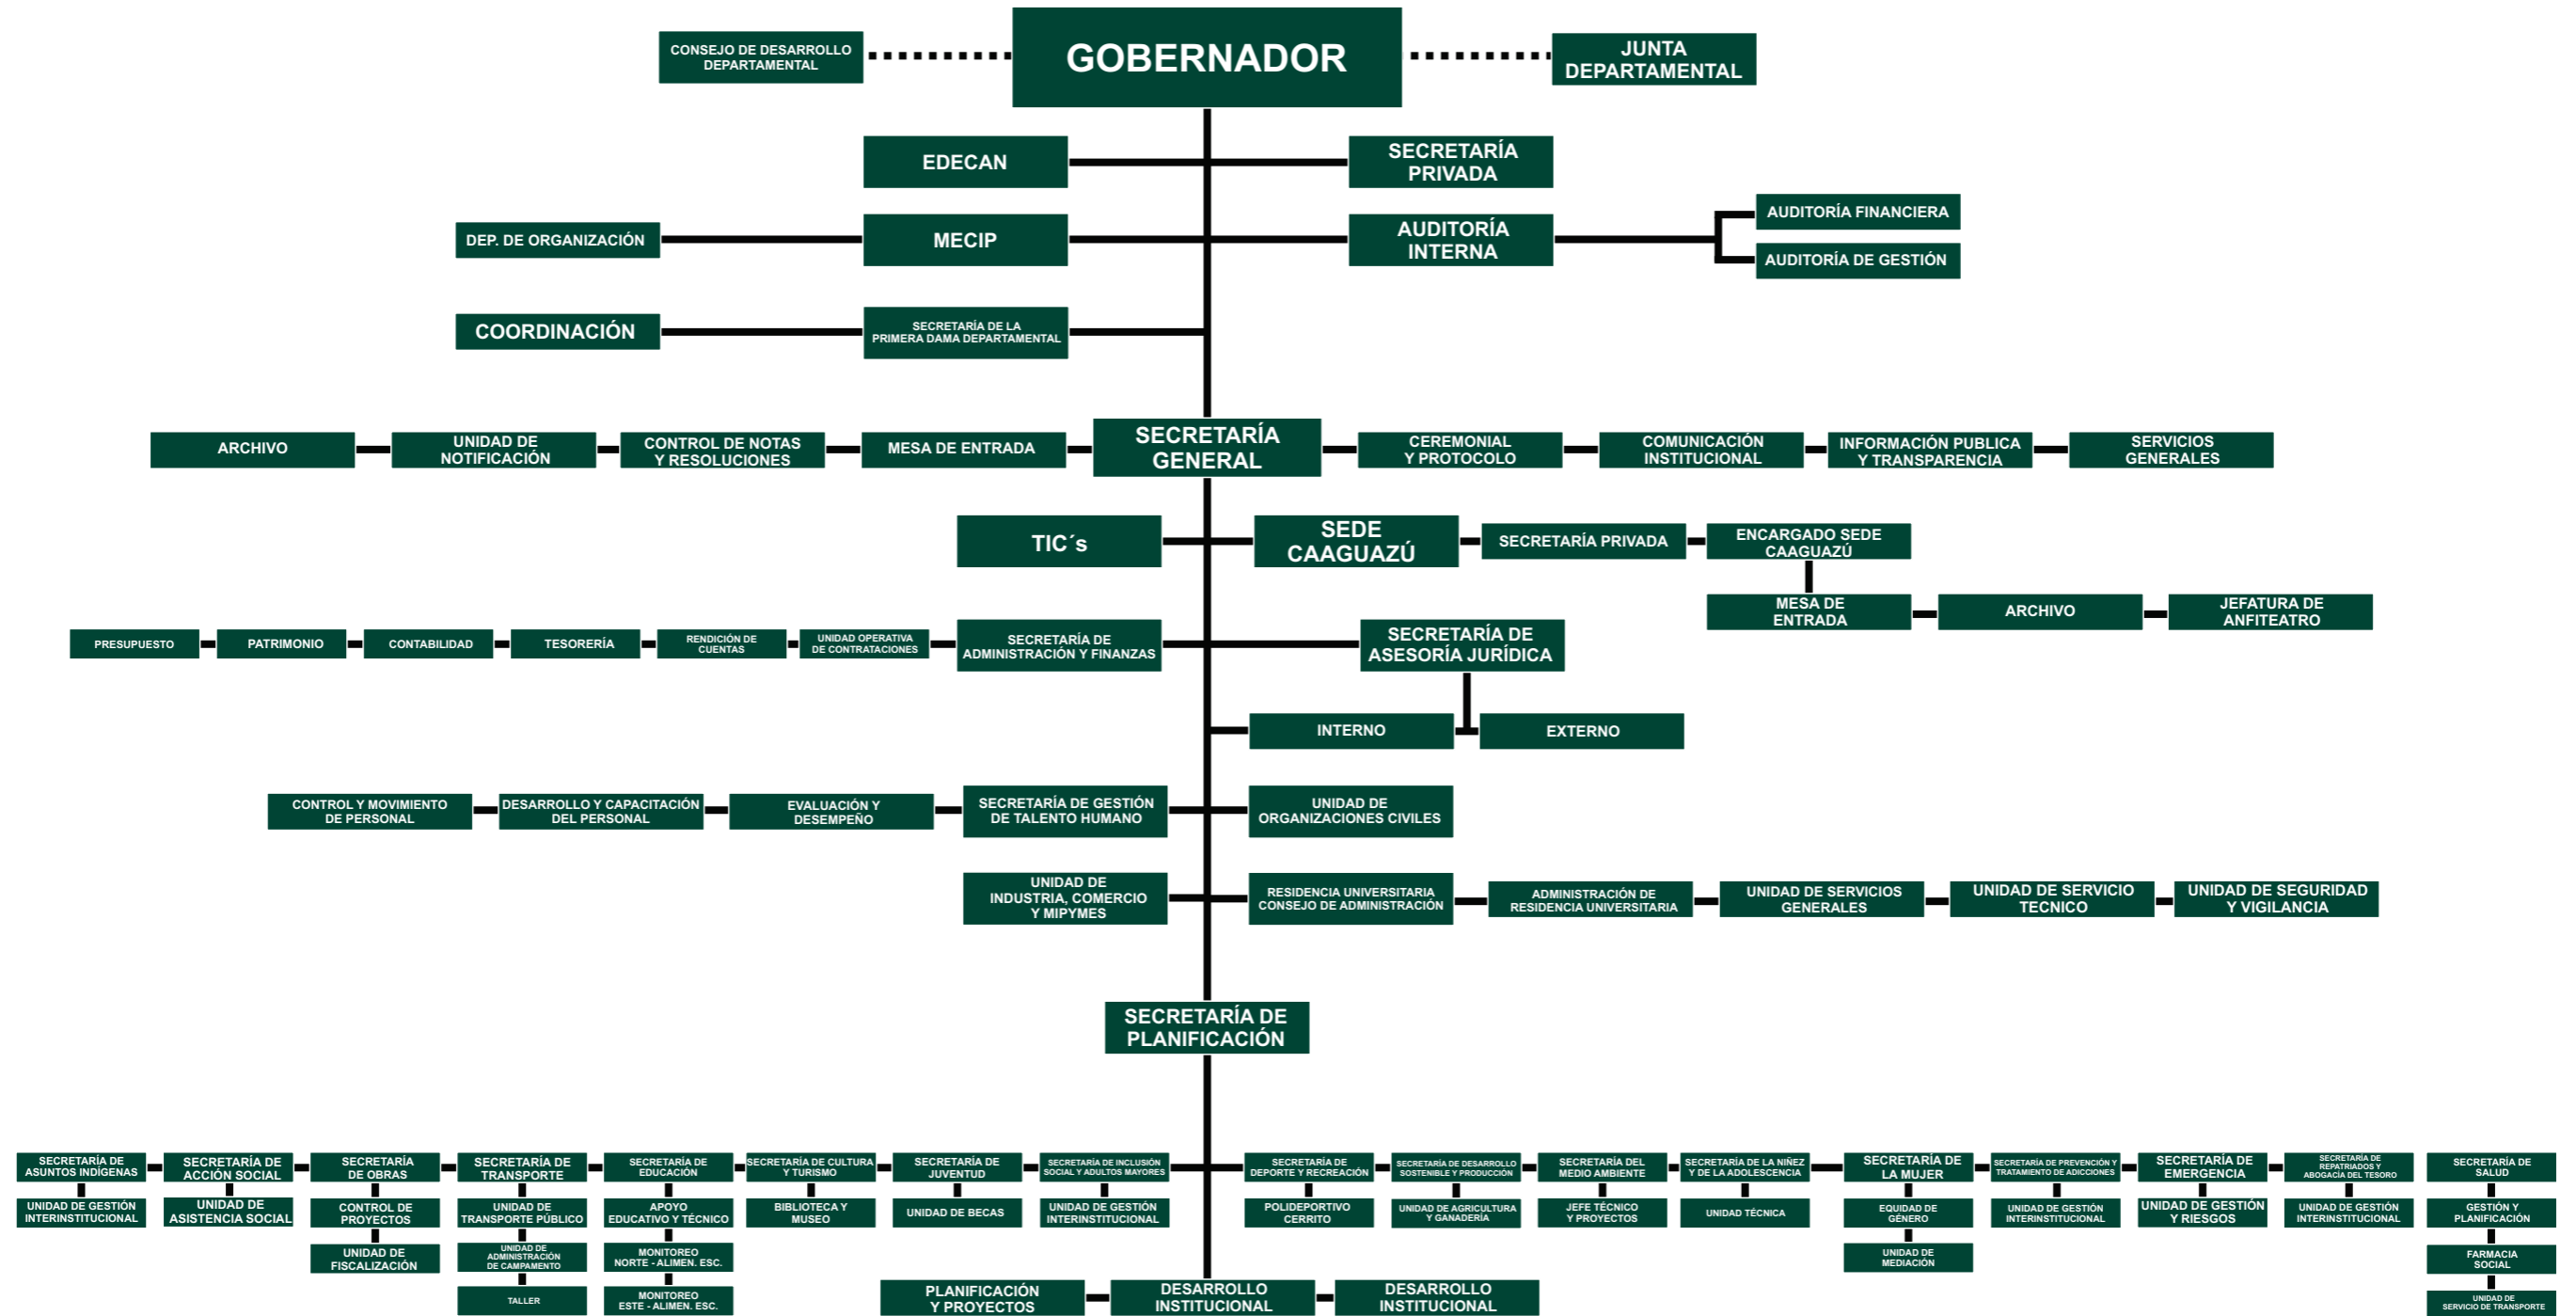 CONSEJO DE DESARROLLO
DEPARTAMENTAL
GOBERNADOR
JUNTA
DEPARTAMENTAL
EDECAN
SECRETARÍA
PRIVADA
DEP. DE ORGANIZACIÓN
MECIP
AUDITORÍA
INTERNA
AUDITORÍA FINANCIERA
AUDITORÍA DE GESTIÓN
COORDINACIÓN
SECRETARÍA DE LA
PRIMERA DAMA DEPARTAMENTAL
ARCHIVO
UNIDAD DE
NOTIFICACIÓN
CONTROL DE NOTAS
Y RESOLUCIONES
MESA DE ENTRADA
SECRETARÍA
GENERAL
CEREMONIAL
Y PROTOCOLO
COMUNICACIÓN
INSTITUCIONAL
INFORMACIÓN PUBLICA
Y TRANSPARENCIA
SERVICIOS
GENERALES
TIC´s
SEDE
CAAGUAZÚ
SECRETARÍA PRIVADA
ENCARGADO SEDE
CAAGUAZÚ
MESA DE
ENTRADA
ARCHIVO
JEFATURA DE
ANFITEATRO
PRESUPUESTO
PATRIMONIO
CONTABILIDAD
TESORERÍA
RENDICIÓN DE
CUENTAS
UNIDAD OPERATIVA
DE CONTRATACIONES
SECRETARÍA DE
ADMINISTRACIÓN Y FINANZAS
SECRETARÍA DE
ASESORÍA JURÍDICA
INTERNO
EXTERNO
CONTROL Y MOVIMIENTO
DE PERSONAL
DESARROLLO Y CAPACITACIÓN
DEL PERSONAL
EVALUACIÓN Y
DESEMPEÑO
SECRETARÍA DE GESTIÓN
DE TALENTO HUMANO
UNIDAD DE
ORGANIZACIONES CIVILES
UNIDAD DE
INDUSTRIA, COMERCIO
Y MIPYMES
RESIDENCIA UNIVERSITARIA
CONSEJO DE ADMINISTRACIÓN
ADMINISTRACIÓN DE
RESIDENCIA UNIVERSITARIA
UNIDAD DE SERVICIOS
GENERALES
UNIDAD DE SERVICIO
TECNICO
UNIDAD DE SEGURIDAD
Y VIGILANCIA
SECRETARÍA DE
PLANIFICACIÓN
SECRETARÍA DE
ASUNTOS INDÍGENAS
UNIDAD DE GESTIÓN
INTERINSTITUCIONAL
SECRETARÍA DE
ACCIÓN SOCIAL
UNIDAD DE
ASISTENCIA SOCIAL
SECRETARÍA
DE OBRAS
CONTROL DE
PROYECTOS
UNIDAD DE
FISCALIZACIÓN
SECRETARÍA DE
TRANSPORTE
UNIDAD DE
TRANSPORTE PÚBLICO
UNIDAD DE
ADMINISTRACIÓN
DE CAMPAMENTO
TALLER
SECRETARÍA DE
EDUCACIÓN
APOYO
EDUCATIVO Y TÉCNICO
MONITOREO
NORTE - ALIMEN. ESC.
MONITOREO
ESTE - ALIMEN. ESC.
SECRETARÍA DE CULTURA
Y TURISMO
BIBLIOTECA Y
MUSEO
SECRETARÍA DE
JUVENTUD
UNIDAD DE BECAS
SECRETARÍA DE INCLUSIÓN
SOCIAL Y ADULTOS MAYORES
UNIDAD DE GESTIÓN
INTERINSTITUCIONAL
SECRETARÍA DE
DEPORTE Y RECREACIÓN
POLIDEPORTIVO
CERRITO
SECRETARÍA DE DESARROLLO
SOSTENIBLE Y PRODUCCIÓN
UNIDAD DE AGRICULTURA
Y GANADERÍA
SECRETARÍA DEL
MEDIO AMBIENTE
JEFE TÉCNICO
Y PROYECTOS
SECRETARÍA DE LA NIÑEZ
Y DE LA ADOLESCENCIA
UNIDAD TÉCNICA
SECRETARÍA DE
LA MUJER
EQUIDAD DE
GÉNERO
UNIDAD DE
MEDIACIÓN
SECRETARÍA DE PREVENCIÓN Y
TRATAMIENTO DE ADICCIONES
UNIDAD DE GESTIÓN
INTERINSTITUCIONAL
SECRETARÍA DE
EMERGENCIA
UNIDAD DE GESTIÓN
Y RIESGOS
SECRETARÍA DE
REPATRIADOS Y
ABOGACÍA DEL TESORO
UNIDAD DE GESTIÓN
INTERINSTITUCIONAL
SECRETARÍA DE
SALUD
GESTIÓN Y
PLANIFICACIÓN
FARMACIA
SOCIAL
UNIDAD DE
SERVICIO DE TRANSPORTE
PLANIFICACIÓN
Y PROYECTOS
DESARROLLO
INSTITUCIONAL
DESARROLLO
INSTITUCIONAL